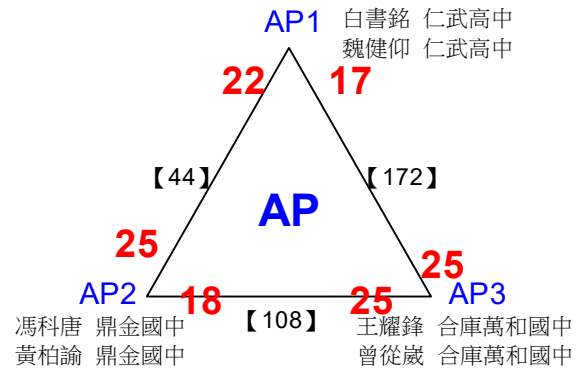 AP1
白書銘 仁武高中
魏健仰 仁武高中
22
17
【44】
【172】
AP
25
25
AP2
18
25
AP3
【108】
馮科唐 鼎金國中
黃柏諭 鼎金國中
王耀鋒 合庫萬和國中
曾從崴 合庫萬和國中